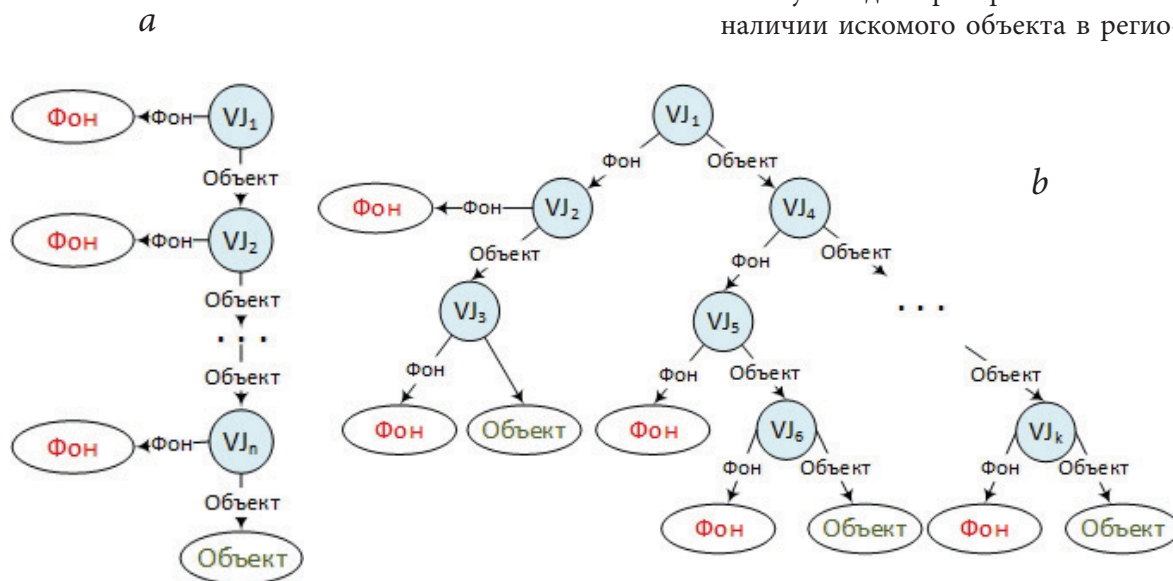 a
наличии искомого объекта в регио-
Фон
Фон
VJ1
Объект
Фон
Фон
VJ2
Объект
. . .
Объект
Фон
Фон
VJn
Объект
Объект
b
VJ1
Фон
Объект
Фон
Фон
VJ2
VJ4
Объект
Фон
Объект
VJ3
VJ5
. . .
Фон
Фон
Объект
Объект
Фон
Объект
Фон
VJ6
VJk
Фон
Объект
Фон
Объект
Фон
Объект
Фон
Объект